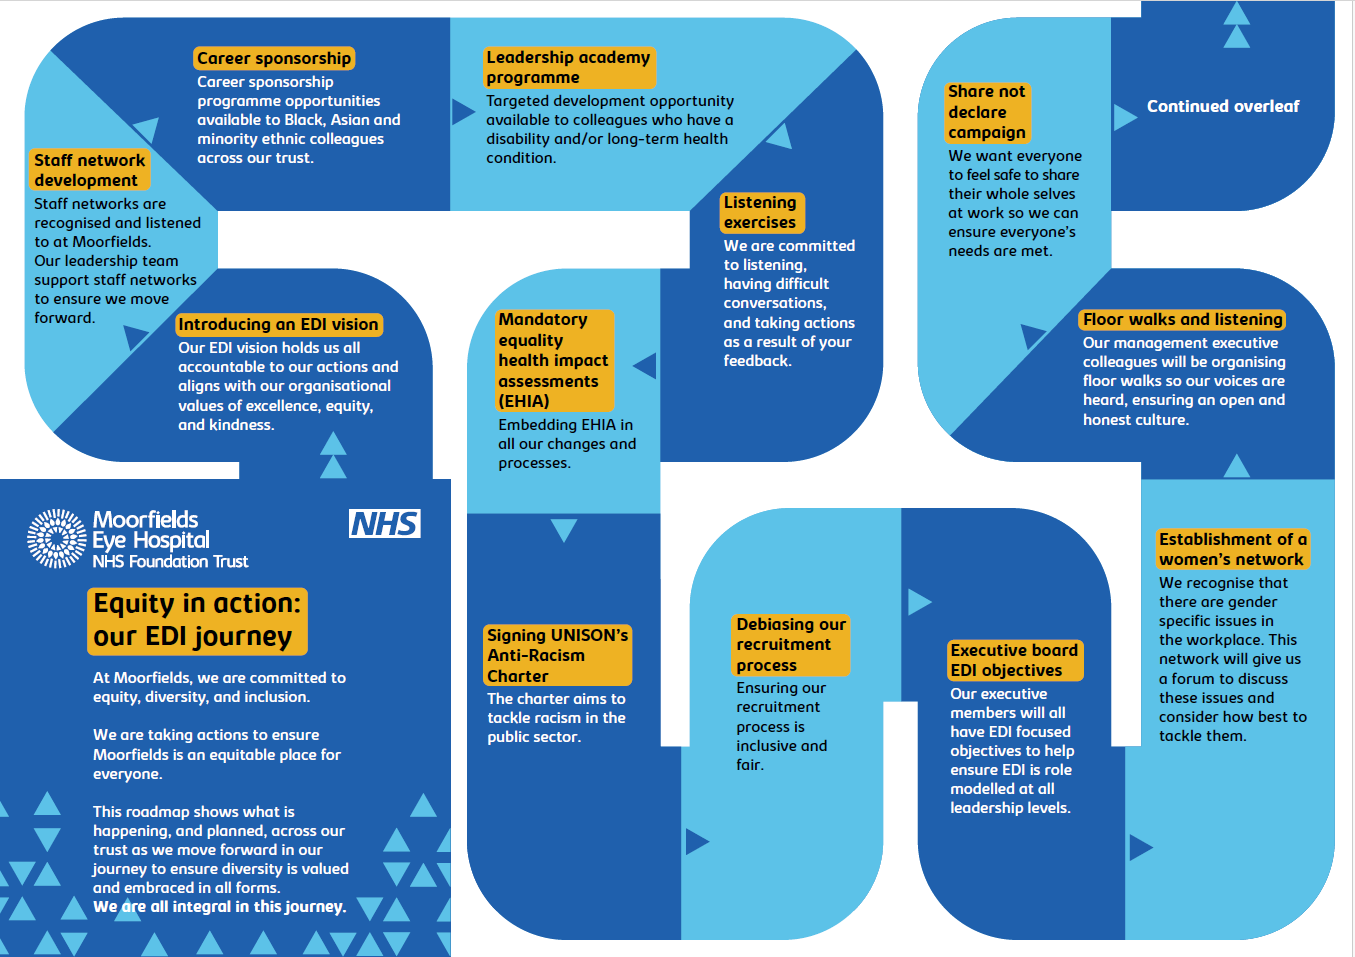 Moorfields
Eye Hospital
NHS Foundation Trust
NHS
Equity in action:
our EDI journey
At Moorfields, we are committed to
equity, diversity, and inclusion.
We are taking actions to ensure
Moorfields is an equitable place for
everyone.
This roadmap shows what is
happening, and planned, across our
trust as we move forward in our
journey to ensure diversity is valued
and embraced in all forms.
We are all integral in this journey.
Introducing an EDI vision
Our EDI vision holds us all
accountable to our actions and
aligns with our organisational
values of excellence, equity,
and kindness.
Staff network
development
Staff networks are
recognised and listened
to at Moorfields.
Our leadership team
support staff networks
to ensure we move
forward.
Career sponsorship
Career sponsorship
programme opportunities
available to Black, Asian and
minority ethnic colleagues
across our trust.
Leadership academy
programme
Targeted development opportunity
available to colleagues who have a
disability and/or long-term health
condition.
Listening
exercises
We are committed
to listening,
having difficult
conversations,
and taking actions
as a result of your
feedback.
Mandatory
equality
health impact
assessments
(EHIA)
Embedding EHIA in
all our changes and
processes.
Signing UNISON's
Anti-Racism
Charter
The charter aims to
tackle racism in the
public sector.
Debiasing our
recruitment
process
Ensuring our
recruitment
process is
inclusive and
fair.
Executive board
EDI objectives
Our executive
members will all
have EDI focused
objectives to help
ensure EDI is role
modelled at all
leadership levels.
Establishment of a
women's network
We recognise that
there are gender
specific issues in
the workplace. This
network will give us
a forum to discuss
these issues and
consider how best to
tackle them.
Floor walks and listening
Our management executive
colleagues will be organising
floor walks so our voices are
heard, ensuring an open and
honest culture.
Share not
declare
campaign
We want everyone
to feel safe to share
their whole selves
at work so we can
ensure everyone's
needs are met.
Continued overleaf